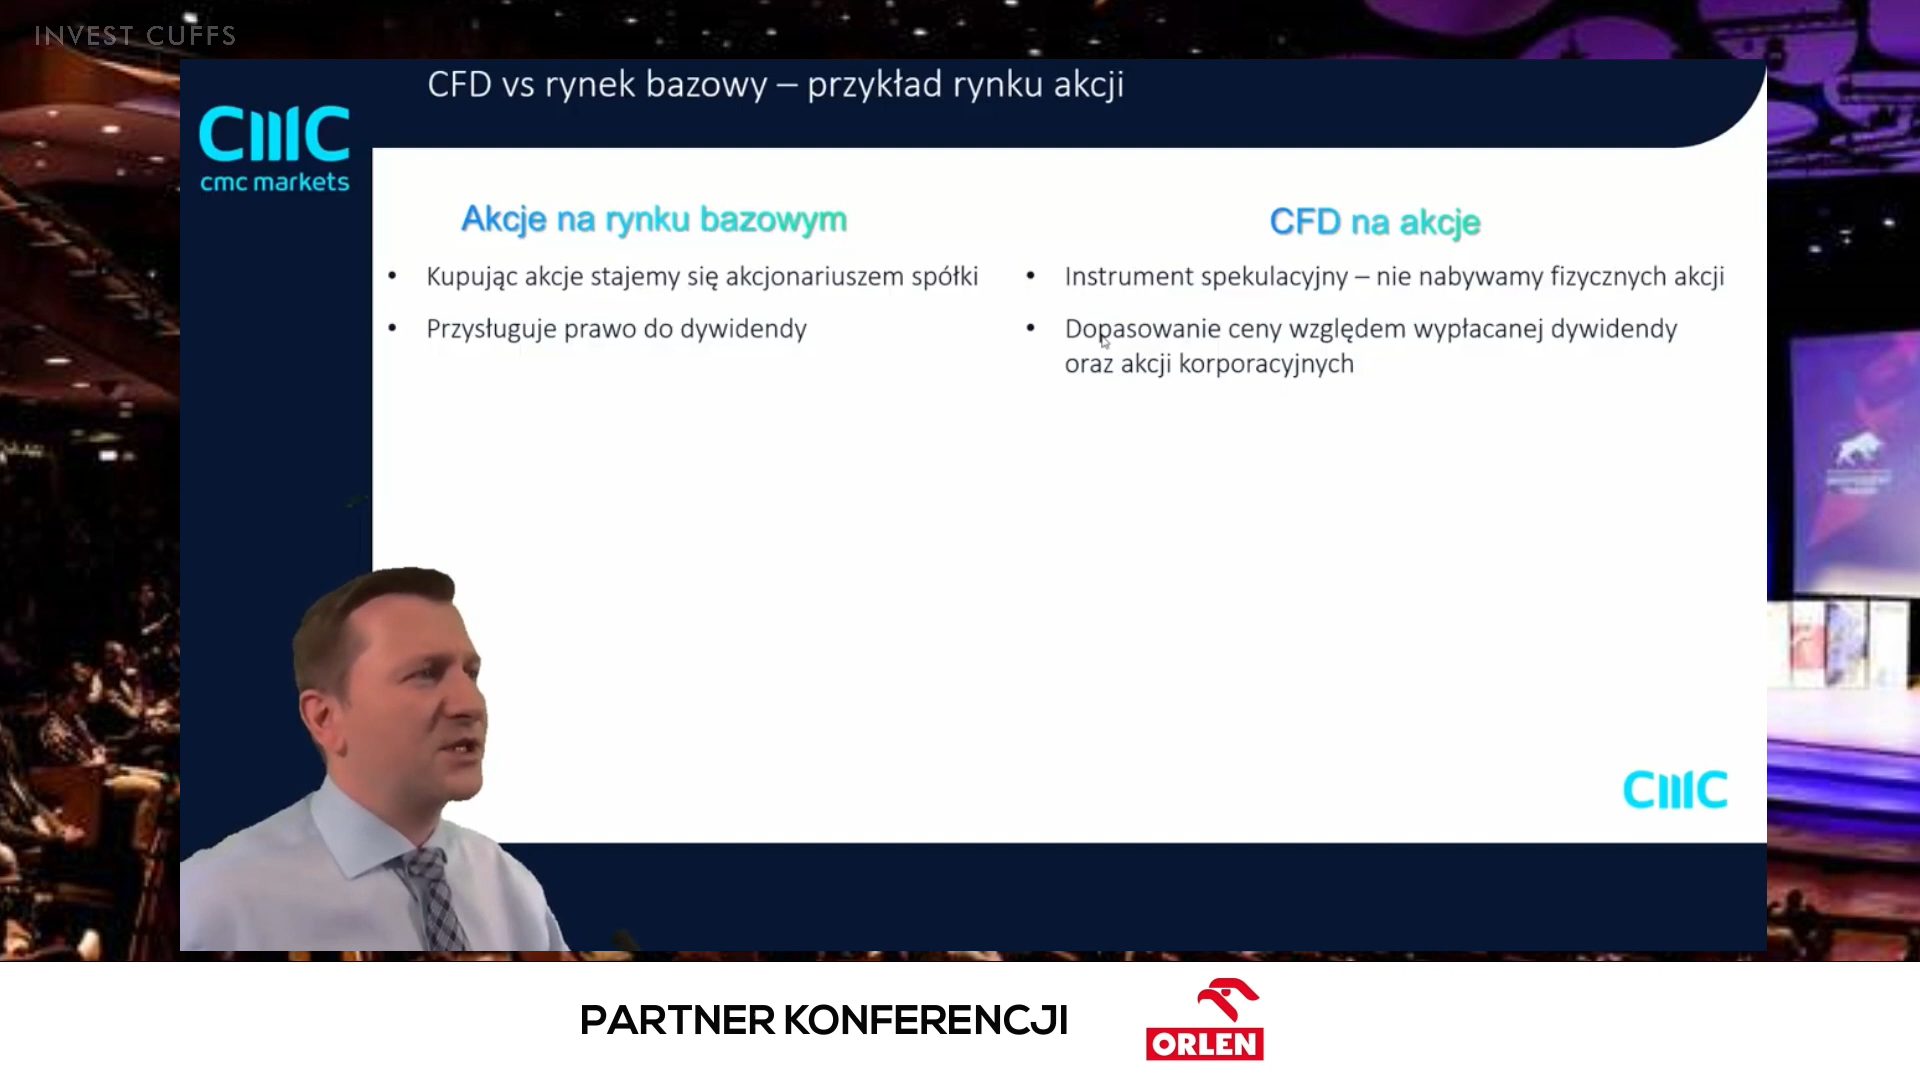 INVEST CUFFS
CFD vs rynek bazowy – przykład rynku akcji
CMC
cmc markets
Akcje na rynku bazowym
• Kupując akcje stajemy się akcjonariuszem spółki
• Przysługuje prawo do dywidendy
CFD na akcje
• Instrument spekulacyjny – nie nabywamy fizycznych akcji
• Dopasowanie ceny względem wypłacanej dywidendy
oraz akcji korporacyjnych
CMC
PARTNER KONFERENCJI
ORLEN